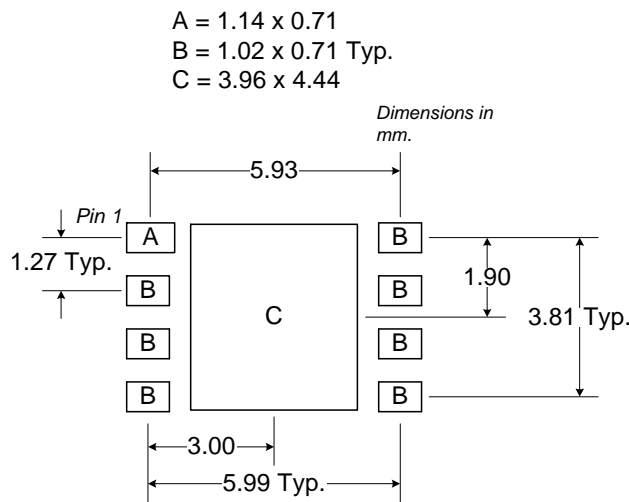 A = 1.14 x 0.71
B = 1.02 x 0.71 Typ.
C = 3.96 x 4.44
Dimensions in
mm.
5.93
Pin 1
A
B
1.27 Typ.
1.90
B
B
C
3.81 Typ.
B
B
B
B
3.00
5.99 Typ.